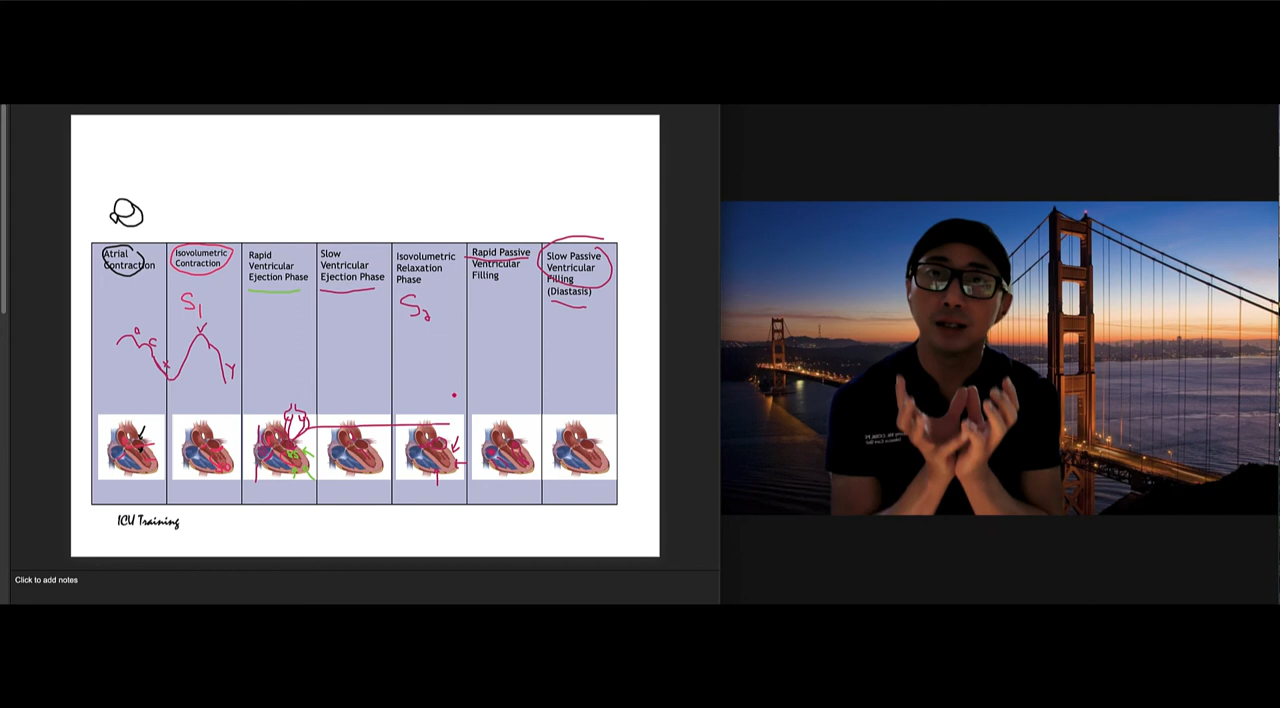 Atrial
Contraction
Isovolumetric
Contraction
Rapid
Ventricular
Ejection Phase
Slow
Ventricular
Ejection Phase
Isovolumetric
Relaxation
Phase
Rapid Passive
Ventricular
Filling
Slow Passive
Ventricular
Filling
(Diastasis)
S1
S2
a
c
x
v
y
ICU Training
Click to add notes